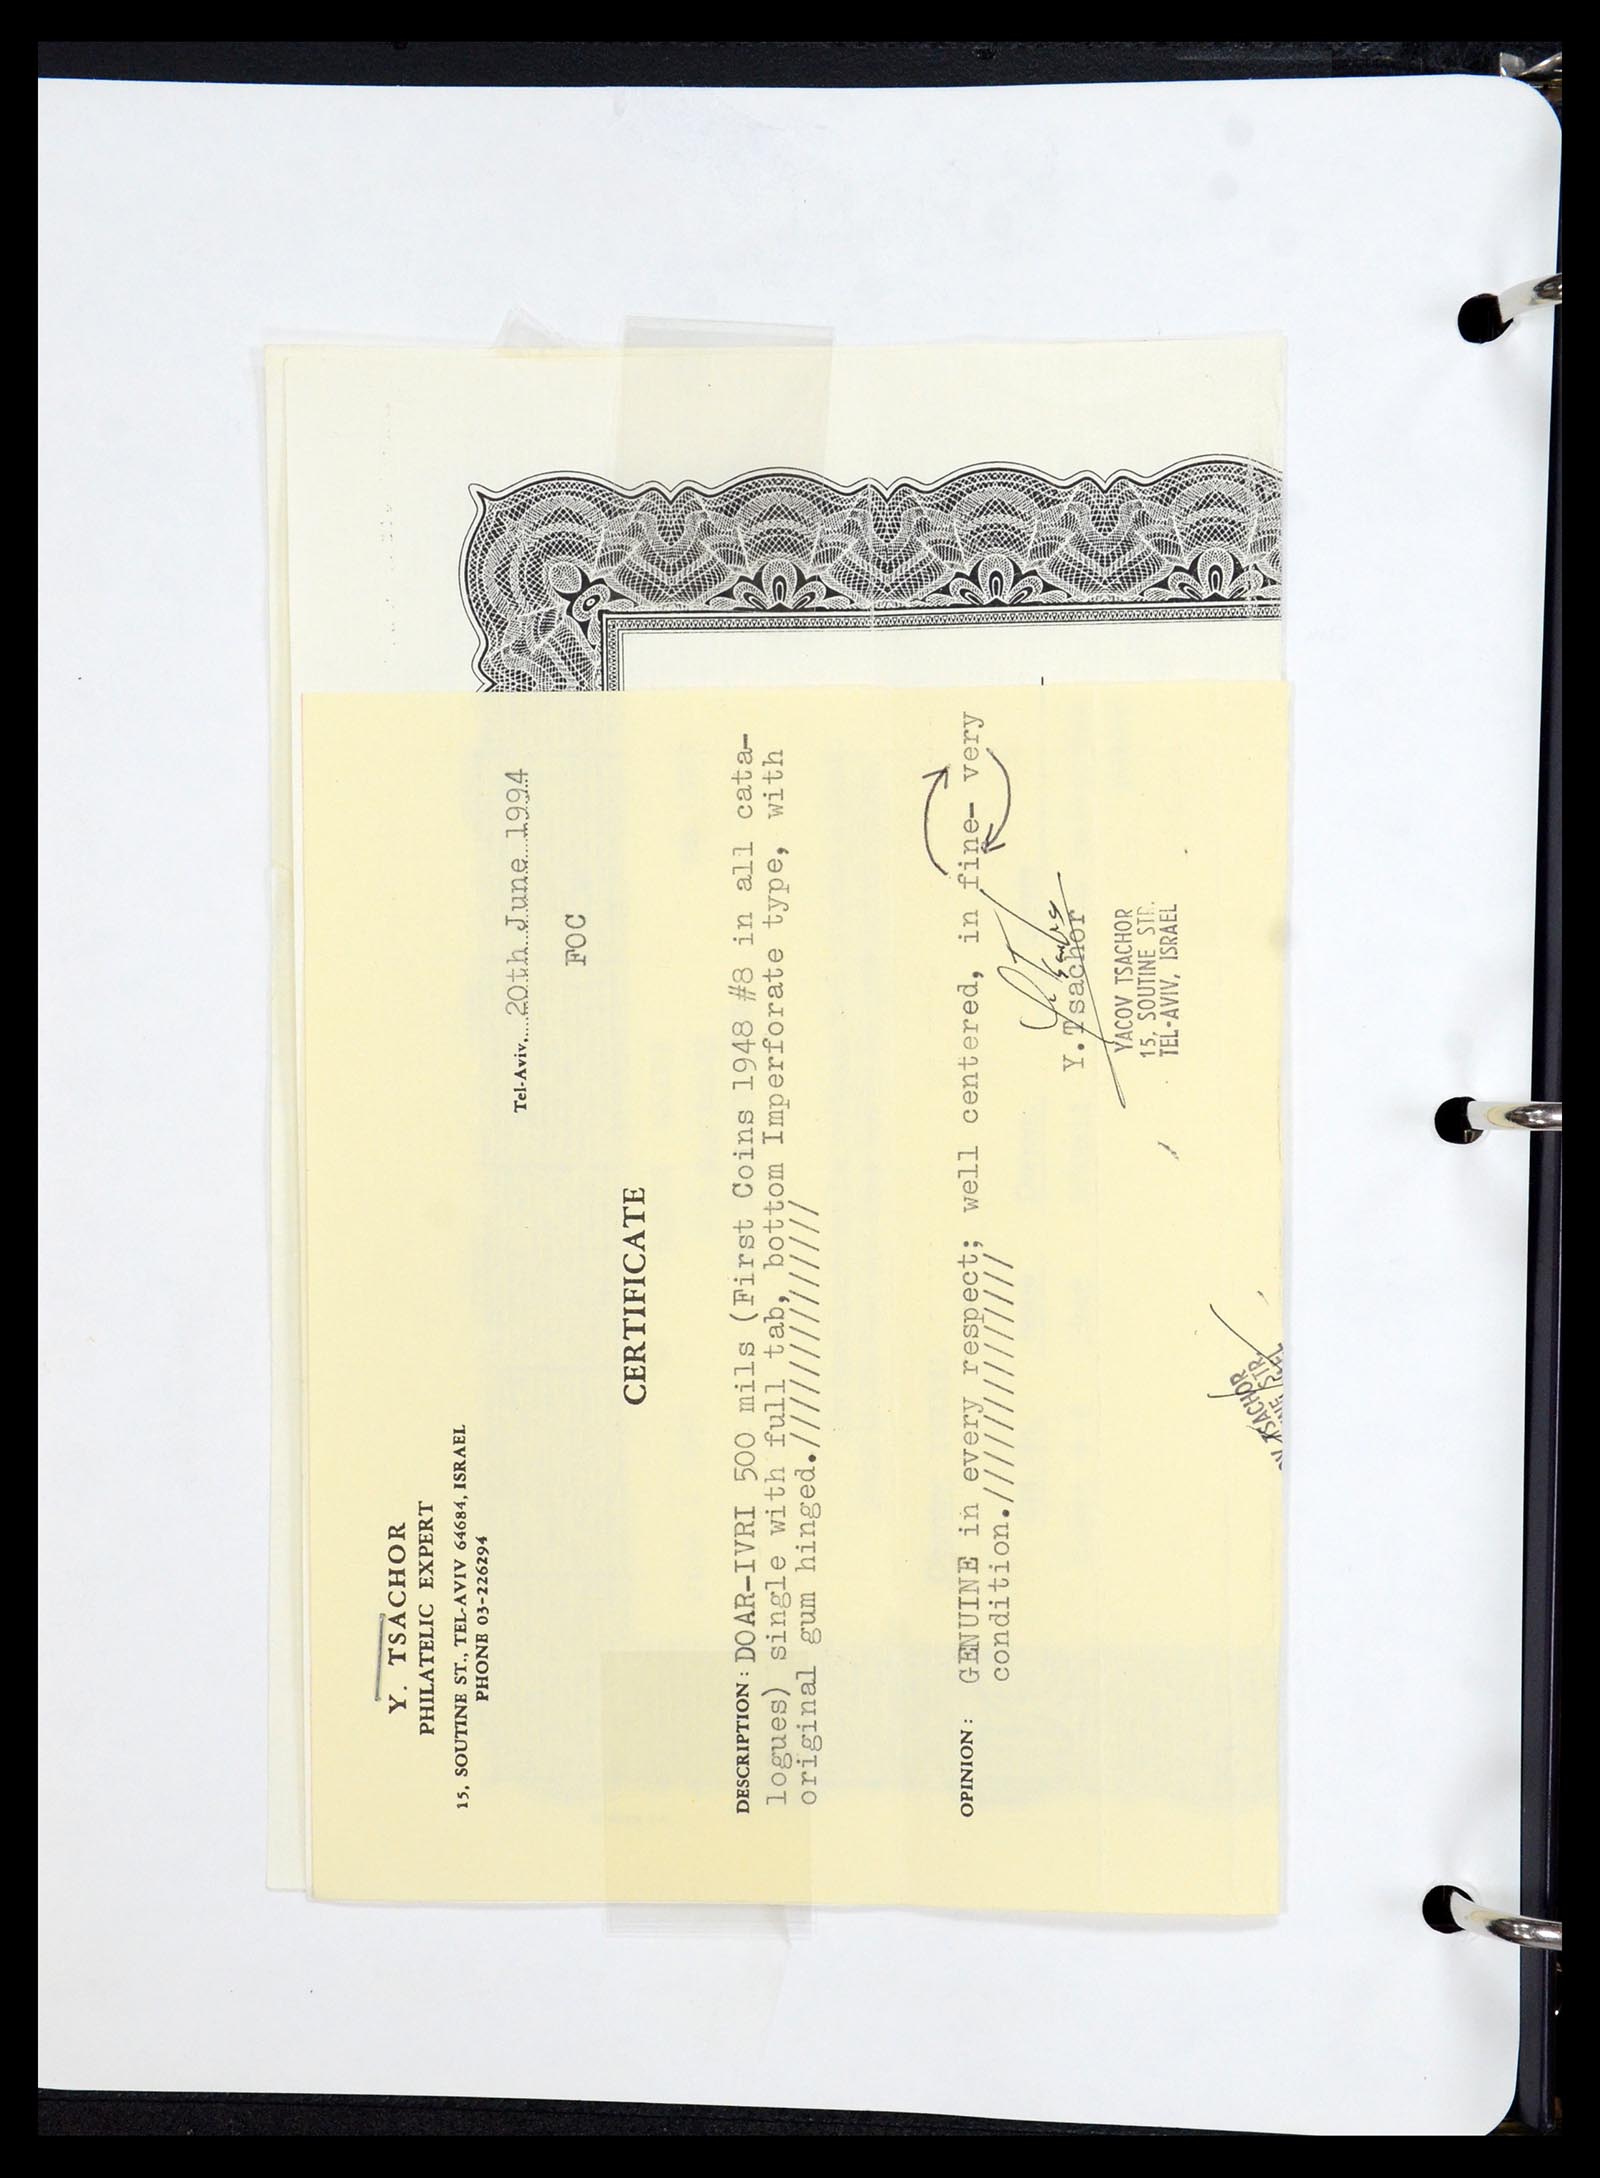 Y. TSACHOR
PHILATELIC EXPERT
15, SOUTINE ST., TEL-AVIV 64684, ISRAEL
PHONE 03-226294
Tel-Aviv,....20th June 1994
FOC
CERTIFICATE
DESCRIPTION: DOAR-IVRI 500 mils (First Coins 1948 #8 in all cata-
logues) single with full tab, bottom Imperforate type, with
original gum hinged.////////////////
OPINION: GENUINE in every respect; well centered, in fine- very
condition.////////////////
Y.Tsachor
YACOV TSACHOR
15, SOUTINE STR.
TEL-AVIV, ISRAEL
TSACHOR
STR.